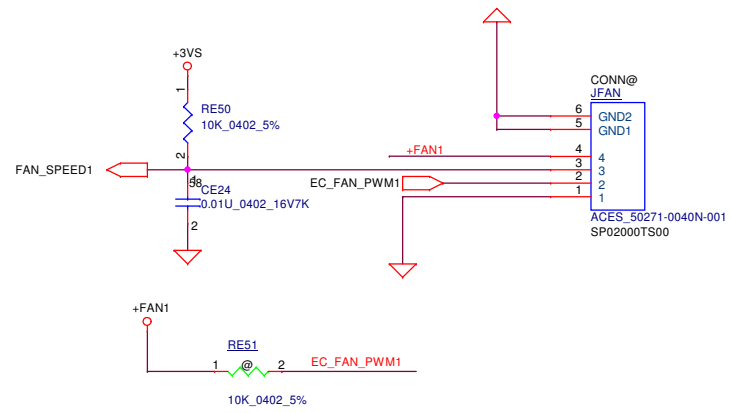 +3VS
1
RE50
10K_0402_5%
2
FAN_SPEED1
1
58
CE24
0.01U_0402_16V7K
2
CONN@
JFAN
6 GND2
5 GND1
+FAN1 4 4
3 3
EC_FAN_PWM1 2 2
1 1
ACES_50271-0040N-001
SP02000TS00
+FAN1
RE51
1 @ 2 EC_FAN_PWM1
10K_0402_5%